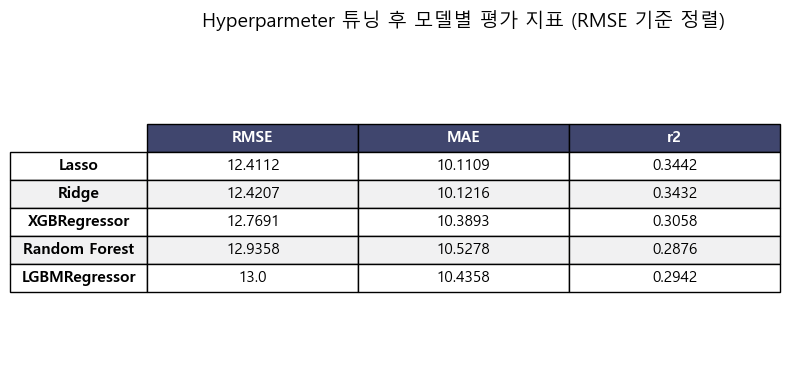 Hyperparmeter 튜닝 후 모델별 평가 지표 (RMSE 기준 정렬)
RMSE MAE r2
Lasso 12.4112 10.1109 0.3442
Ridge 12.4207 10.1216 0.3432
XGBRegressor 12.7691 10.3893 0.3058
Random Forest 12.9358 10.5278 0.2876
LGBMRegressor 13.0 10.4358 0.2942